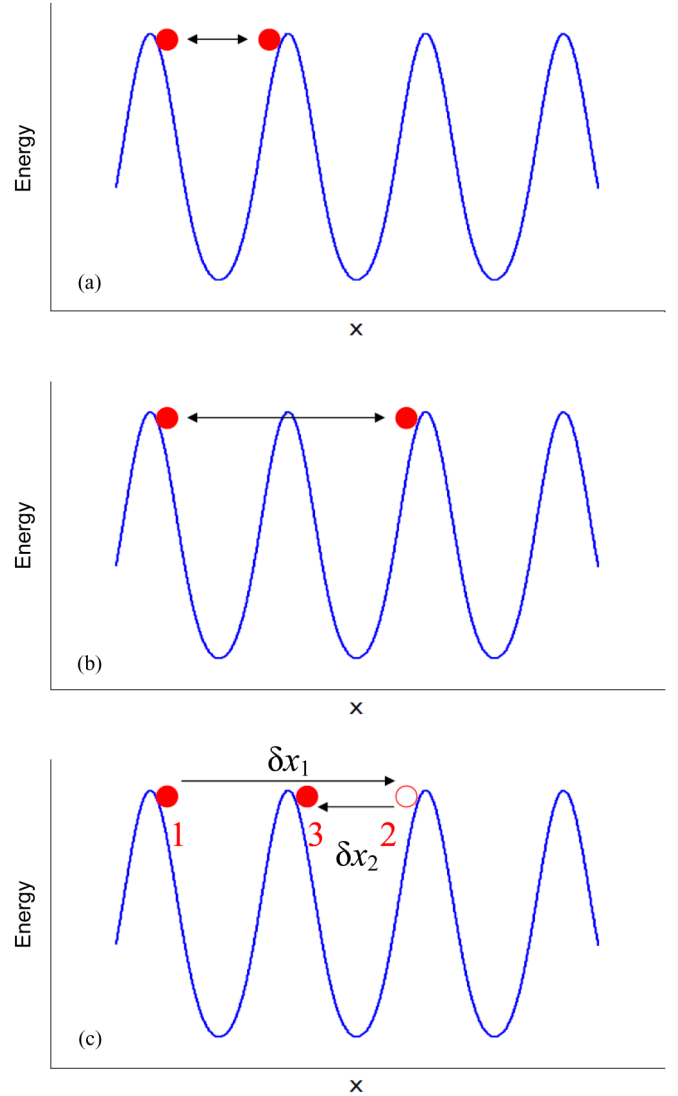 Energy
(a)
x
Energy
(b)
x
δx₁
1 3 2
δx₂
Energy
(c)
x